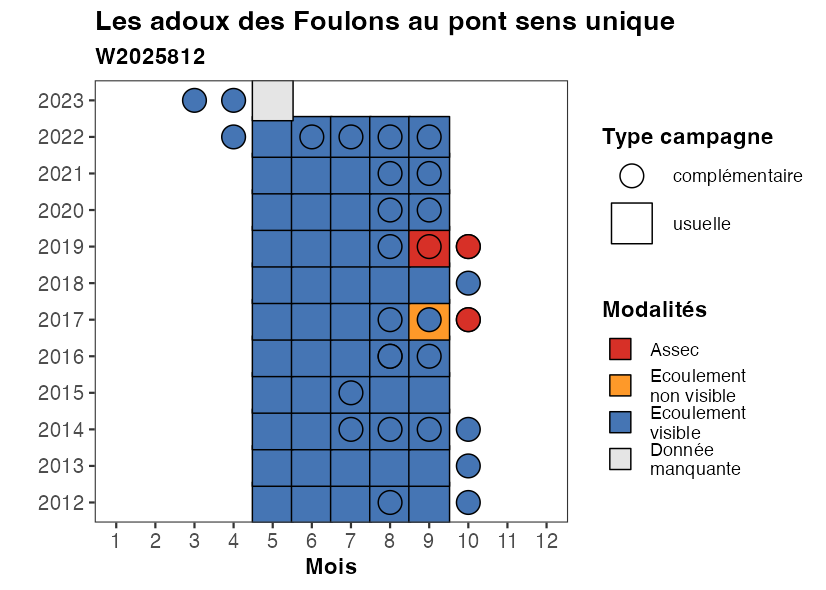 Les adoux des Foulons au pont sens unique
W2025812
2023
2022
2021
2020
2019
2018
2017
2016
2015
2014
2013
2012
1 2 3 4 5 6 7 8 9 10 11 12
Mois
Type campagne
complémentaire
usuelle
Modalités
Assec
Ecoulement
non visible
Ecoulement
visible
Donnée
manquante